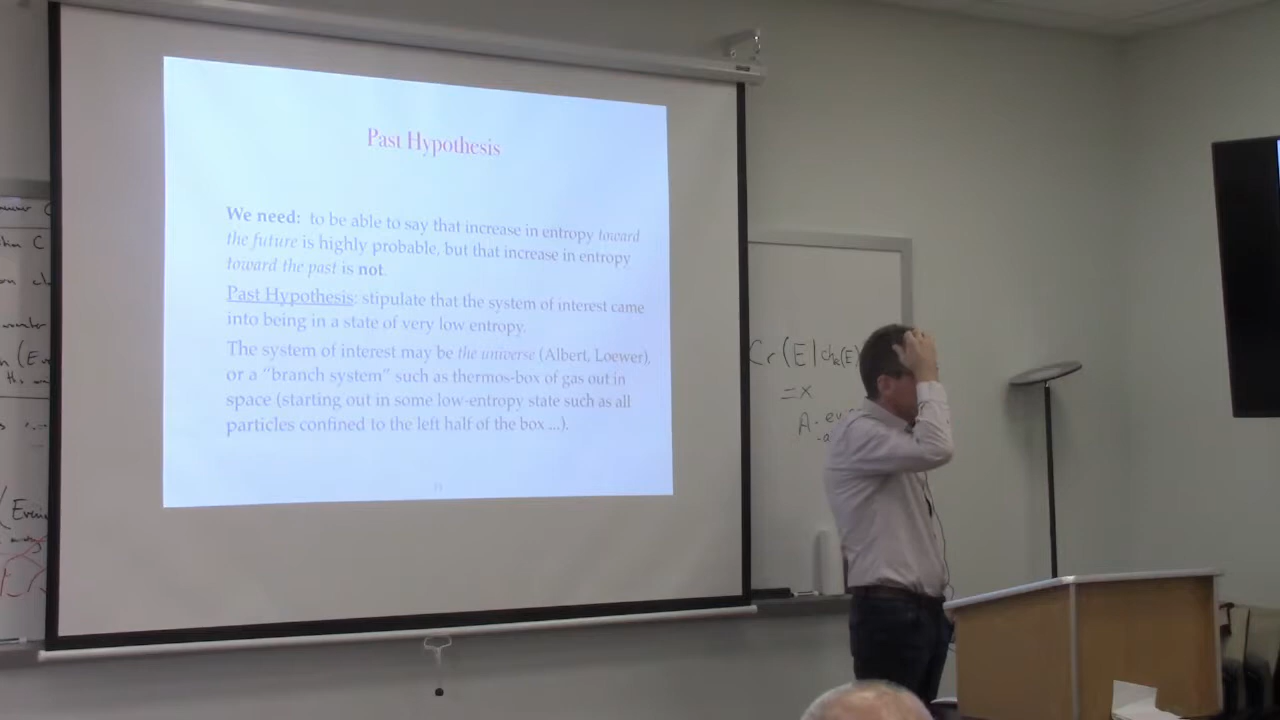 Past Hypothesis
We need: to be able to say that increase in entropy toward
the future is highly probable, but that increase in entropy
toward the past is not.
Past Hypothesis: stipulate that the system of interest came
into being in a state of very low entropy.
The system of interest may be the universe (Albert, Loewer),
or a “branch system” such as thermos-box of gas out in
space (starting out in some low-entropy state such as all
particles confined to the left half of the box ...).
Cr(E|ch(E)
=x
A